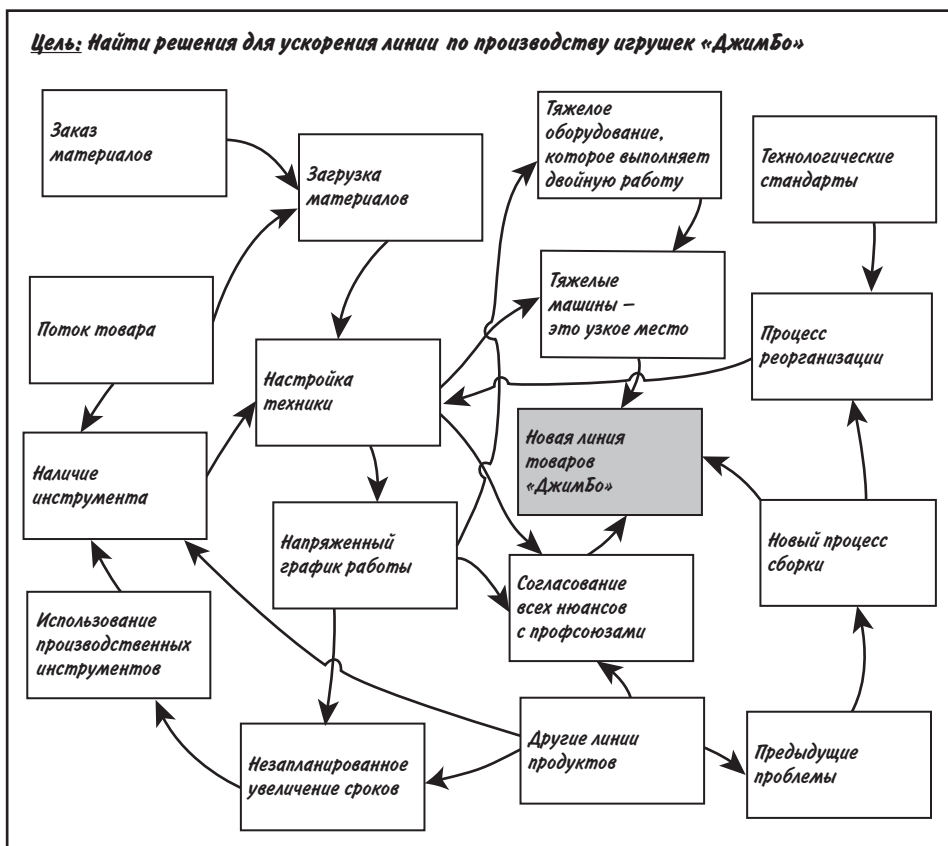 Цель: Найти решения для ускорения линии по производству игрушек «ДжимБо»
Заказ
материалов
Загрузка
материалов
Тяжелое
оборудование,
которое выполняет
двойную работу
Технологические
стандарты
Поток товара
Тяжелые
машины –
это узкое место
Процесс
реорганизации
Настройка
техники
Наличие
инструмента
Новая линия
товаров
«ДжимБо»
Напряженный
график работы
Новый процесс
сборки
Согласование
всех нюансов
с профсоюзами
Использование
производственных
инструментов
Незапланированное
увеличение сроков
Другие линии
продуктов
Предыдущие
проблемы